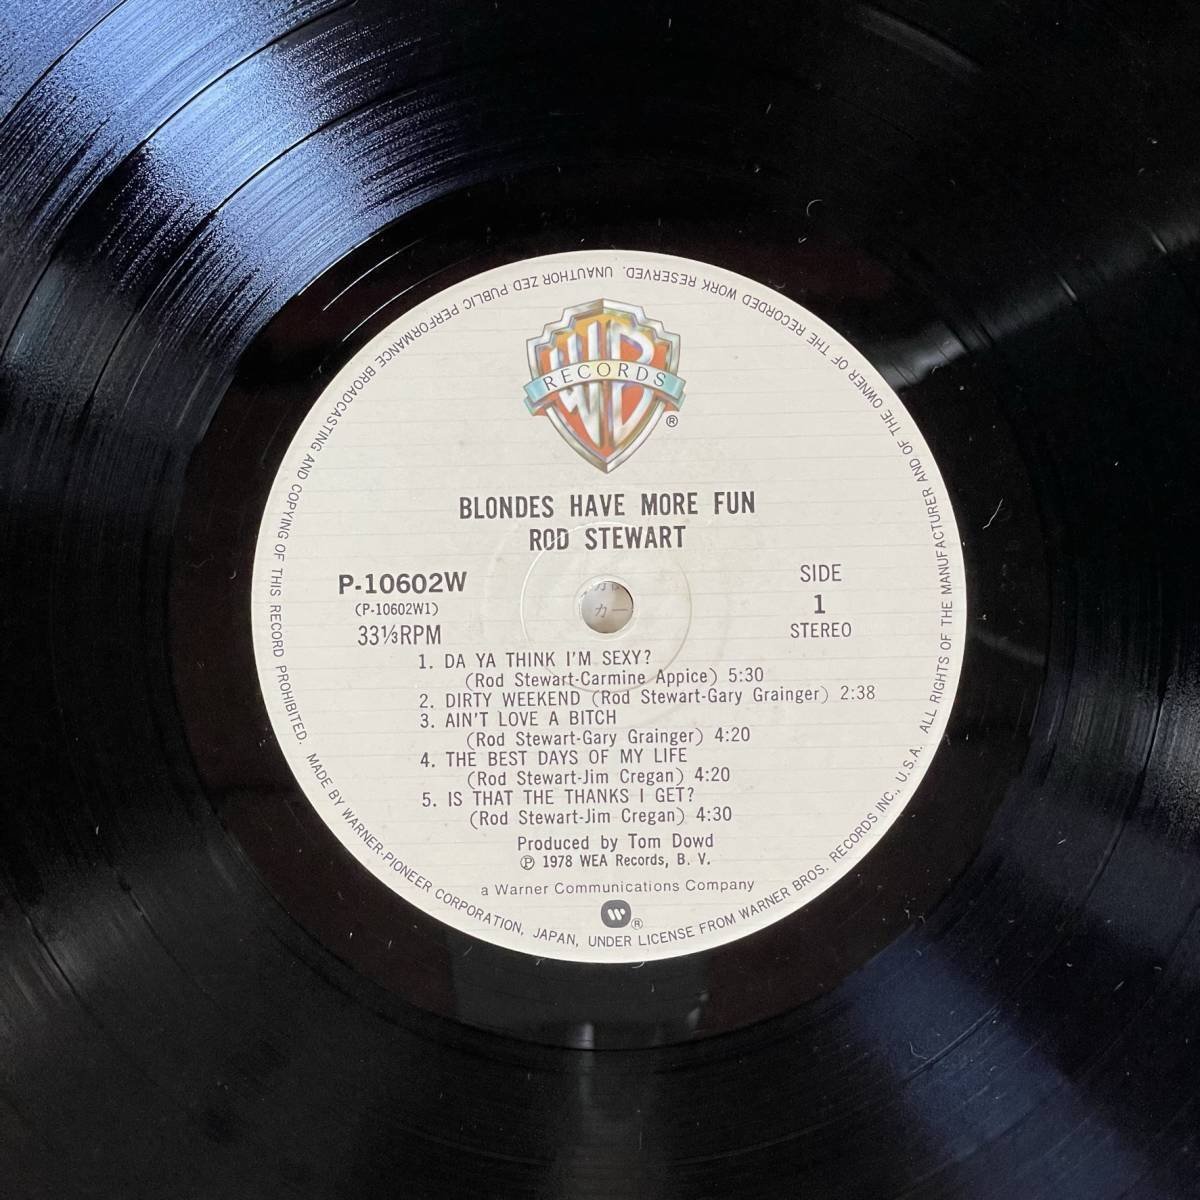 WB
RECORDS
®
BLONDES HAVE MORE FUN
ROD STEWART
P-10602W
(P-10602W1)
33⅓RPM
SIDE
1
STEREO
1. DA YA THINK I'M SEXY?
(Rod Stewart-Carmine Appice) 5:30
2. DIRTY WEEKEND (Rod Stewart-Gary Grainger) 2:38
3. AIN'T LOVE A BITCH
(Rod Stewart-Gary Grainger) 4:20
4. THE BEST DAYS OF MY LIFE
(Rod Stewart-Jim Cregan) 4:20
5. IS THAT THE THANKS I GET?
(Rod Stewart-Jim Cregan) 4:30
Produced by Tom Dowd
℗ 1978 WEA Records, B. V.
a Warner Communications Company
®
MADE BY WARNER-PIONEER CORPORATION, JAPAN, UNDER LICENSE FROM WARNER BROS. RECORDS INC., U.S.A. ALL RIGHTS OF THE MANUFACTURER AND OF THE OWNER OF THE RECORDED WORK RESERVED. UNAUTHOR ZED PUBLIC PERFORMANCE BROADCASTING AND COPYING OF THIS RECORD PROHIBITED.